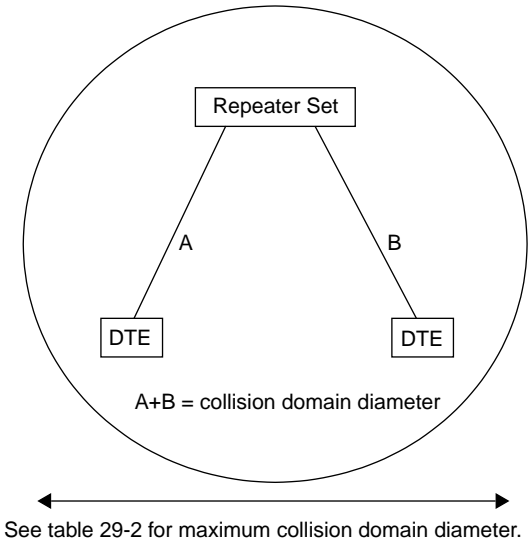 Repeater Set
A
B
DTE
DTE
A+B = collision domain diameter
See table 29-2 for maximum collision domain diameter.